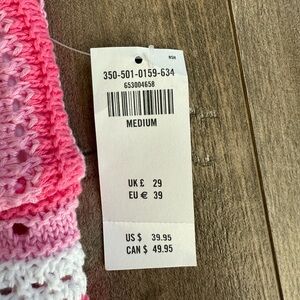 350-501-0159-634
653004658
MEDIUM
UK £ 29
EU € 39
US $ 39.95
CAN $ 49.95